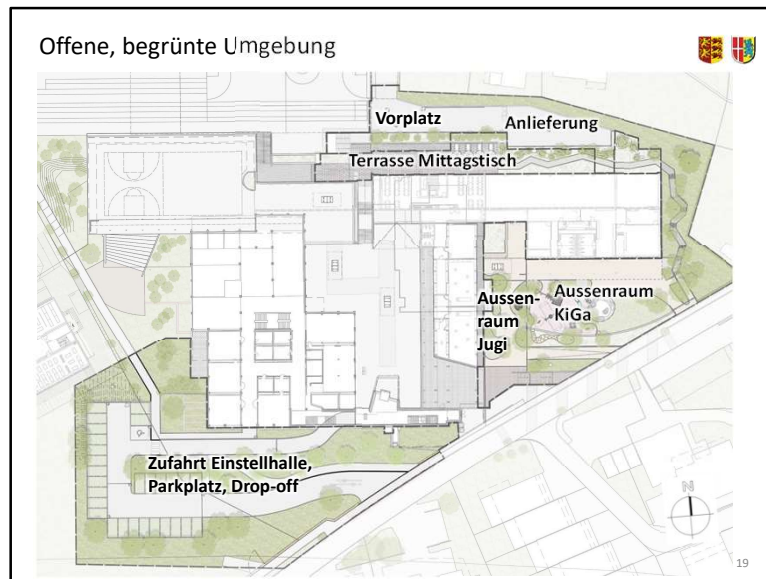 Offene, begrünte Umgebung
Vorplatz
Anlieferung
Terrasse Mittagstisch
Aussen-
raum
Jugi
Aussenraum
KiGa
Zufahrt Einstellhalle,
Parkplatz, Drop-off
N
19